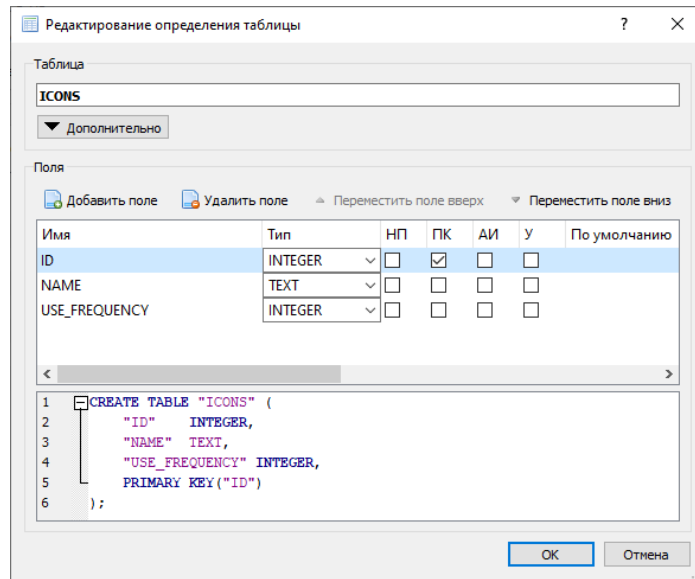 Редактирование определения таблицы ? ×
Таблица
ICONS
Дополнительно
Поля
Добавить поле Удалить поле Переместить поле вверх Переместить поле вниз
Имя Тип НП ПК АИ У По умолчанию
ID INTEGER
NAME TEXT
USE_FREQUENCY INTEGER
1 CREATE TABLE "ICONS" (
2 "ID" INTEGER,
3 "NAME" TEXT,
4 "USE_FREQUENCY" INTEGER,
5 PRIMARY KEY("ID")
6 );
OK Отмена